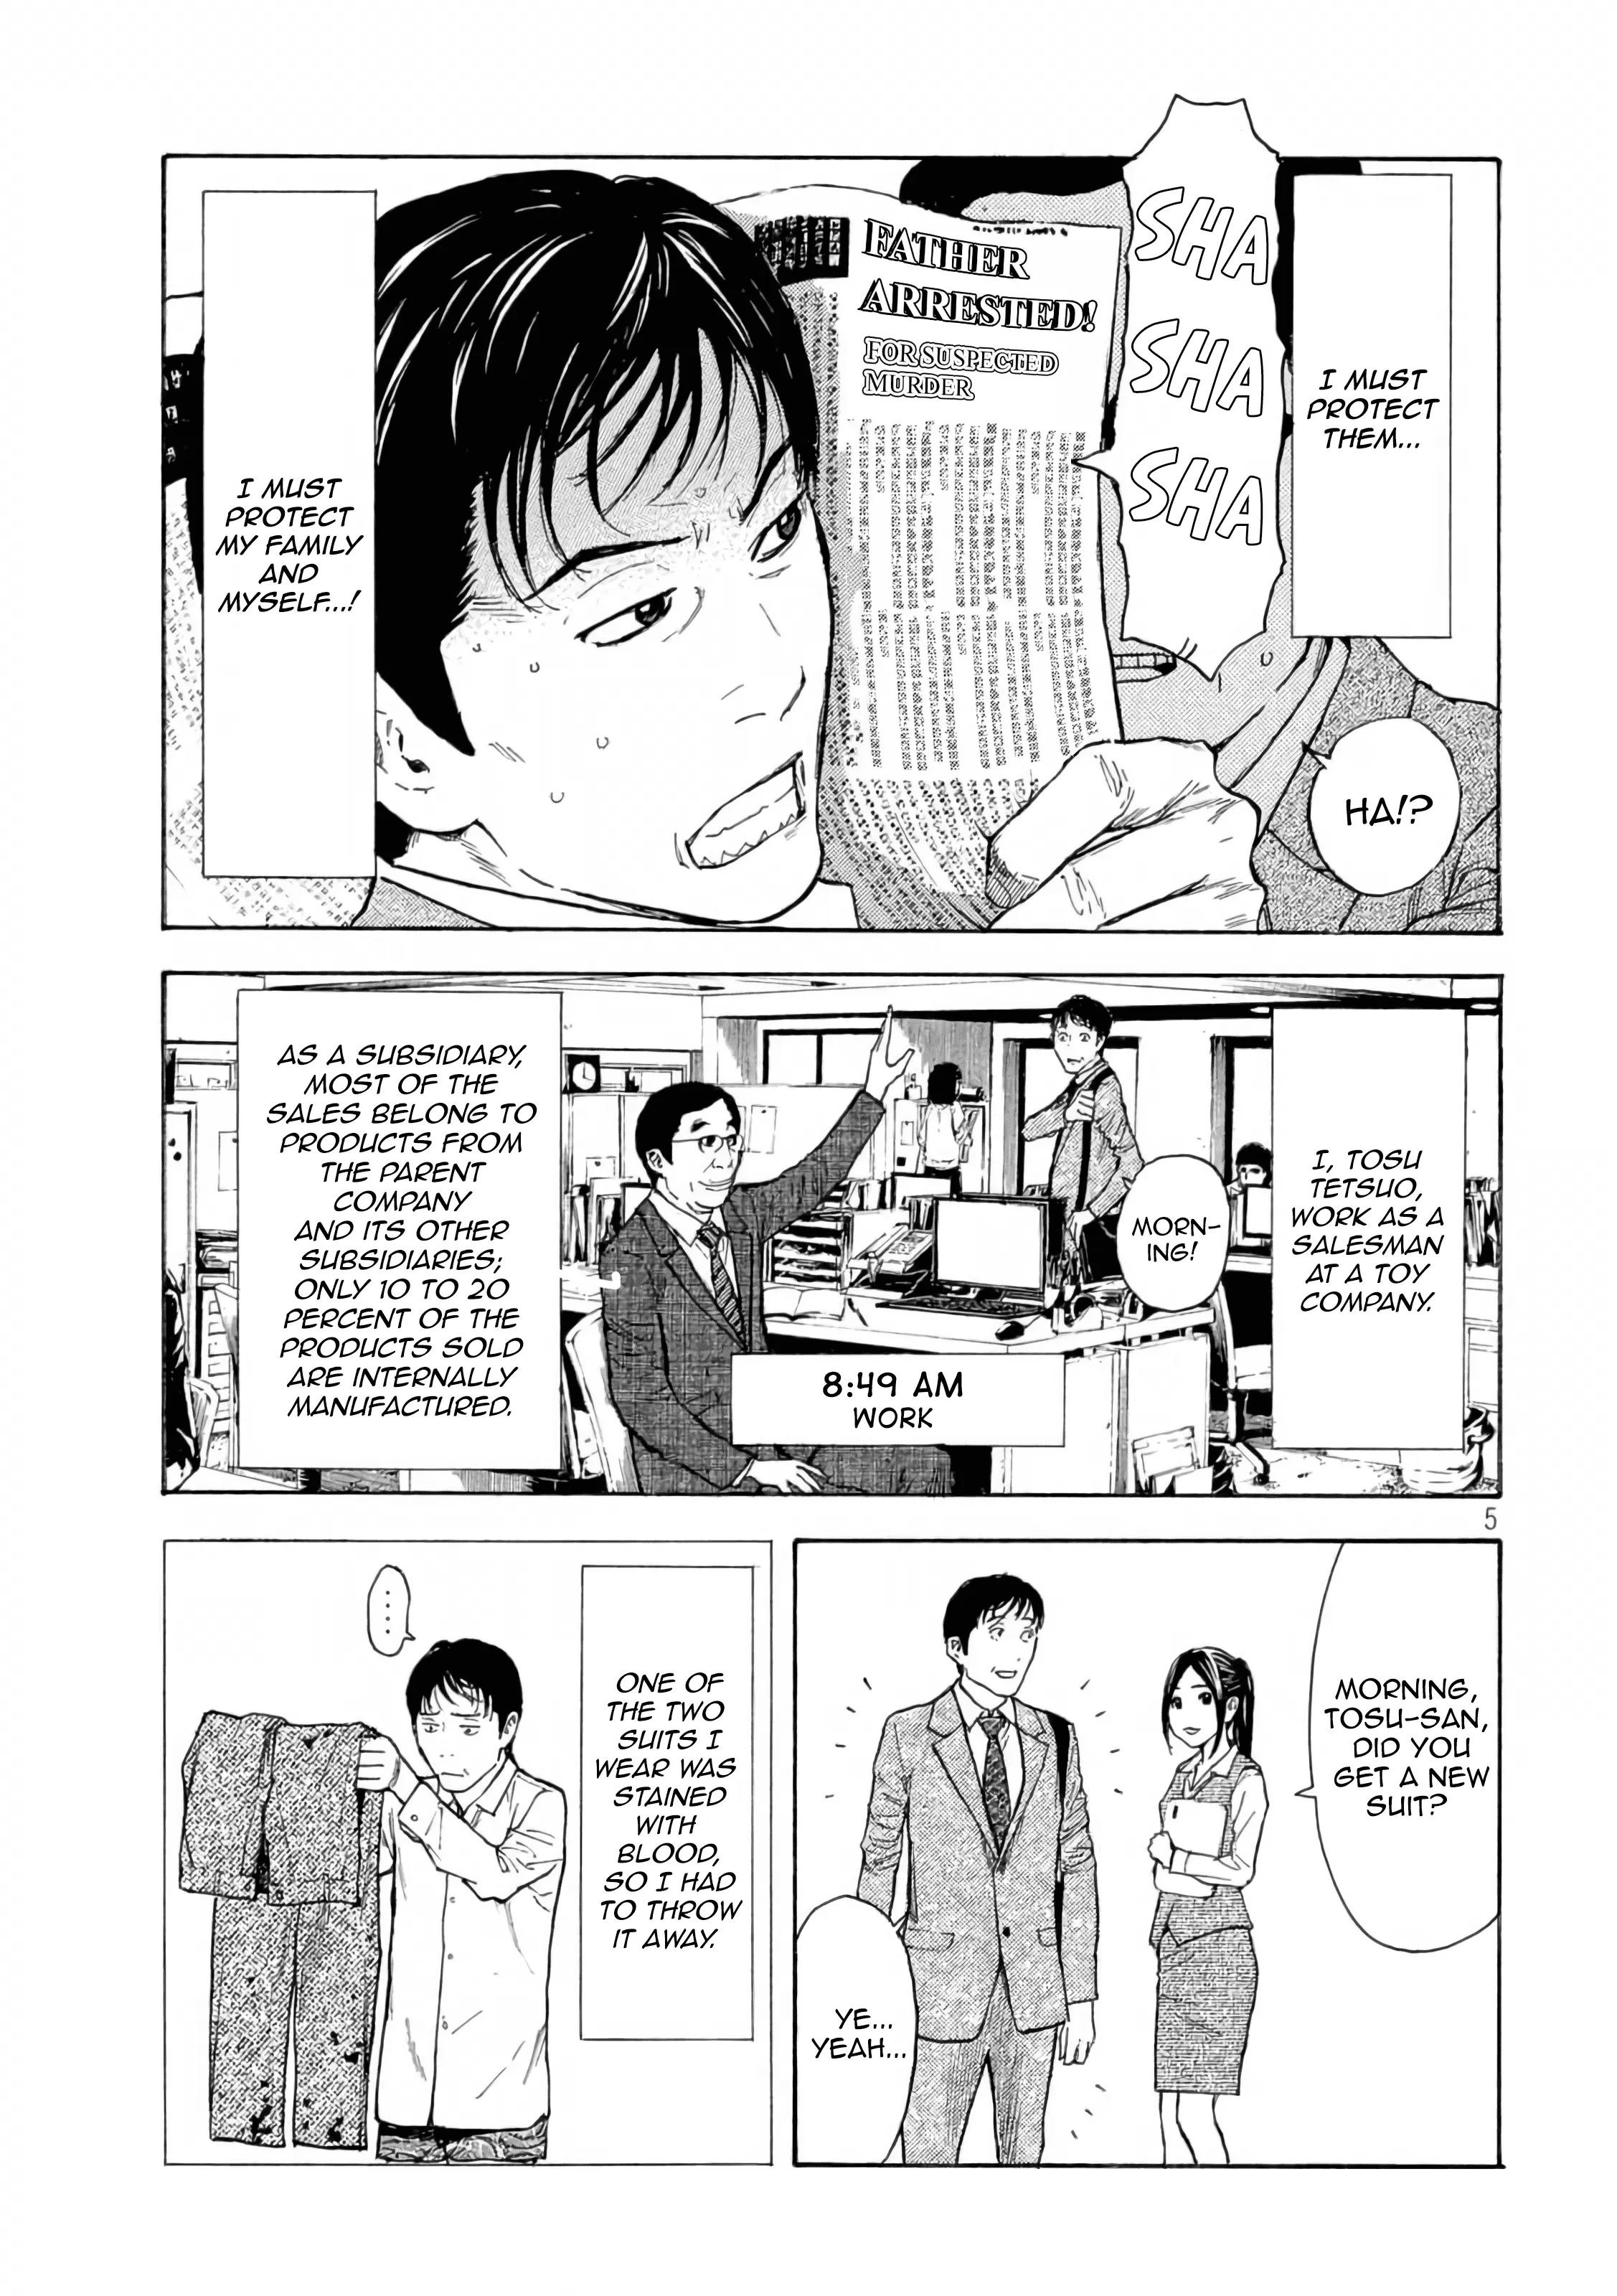 I MUST
PROTECT
THEM...
SHA
SHA
SHA
HA!?
FATHER
ARRESTED!
FOR SUSPECTED
MURDER
I MUST
PROTECT
MY FAMILY
AND
MYSELF...!
I, TOSU
TETSUO,
WORK AS A
SALESMAN
AT A TOY
COMPANY.
MORN-
ING!
8:49 AM
WORK
AS A SUBSIDIARY,
MOST OF THE
SALES BELONG TO
PRODUCTS FROM
THE PARENT
COMPANY
AND ITS OTHER
SUBSIDIARIES;
ONLY 10 TO 20
PERCENT OF THE
PRODUCTS SOLD
ARE INTERNALLY
MANUFACTURED.
5
MORNING,
TOSU-SAN,
DID YOU
GET A NEW
SUIT?
YE...
YEAH...
ONE OF
THE TWO
SUITS I
WEAR WAS
STAINED
WITH
BLOOD,
SO I HAD
TO THROW
IT AWAY.
....